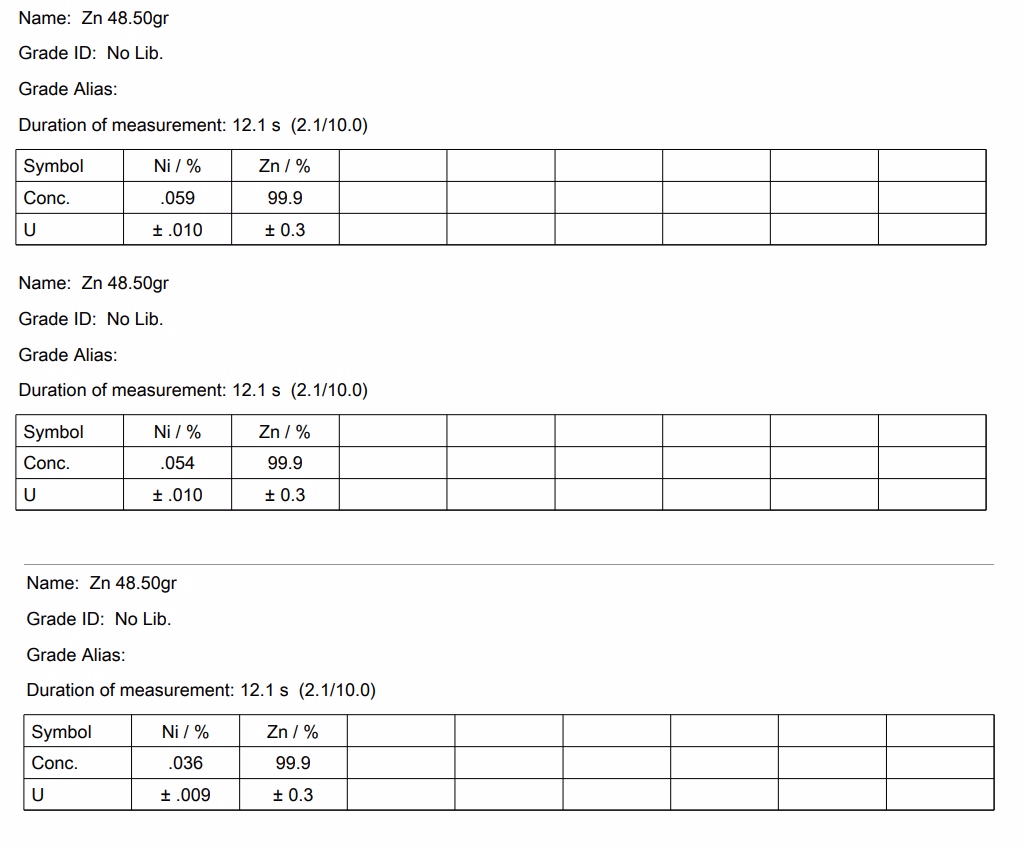 Name: Zn 48.50gr
Grade ID: No Lib.
Grade Alias:
Duration of measurement: 12.1 s (2.1/10.0)
Symbol Ni / % Zn / %
Conc. .059 99.9
U ± .010 ± 0.3
Name: Zn 48.50gr
Grade ID: No Lib.
Grade Alias:
Duration of measurement: 12.1 s (2.1/10.0)
Symbol Ni / % Zn / %
Conc. .054 99.9
U ± .010 ± 0.3
Name: Zn 48.50gr
Grade ID: No Lib.
Grade Alias:
Duration of measurement: 12.1 s (2.1/10.0)
Symbol Ni / % Zn / %
Conc. .036 99.9
U ± .009 ± 0.3